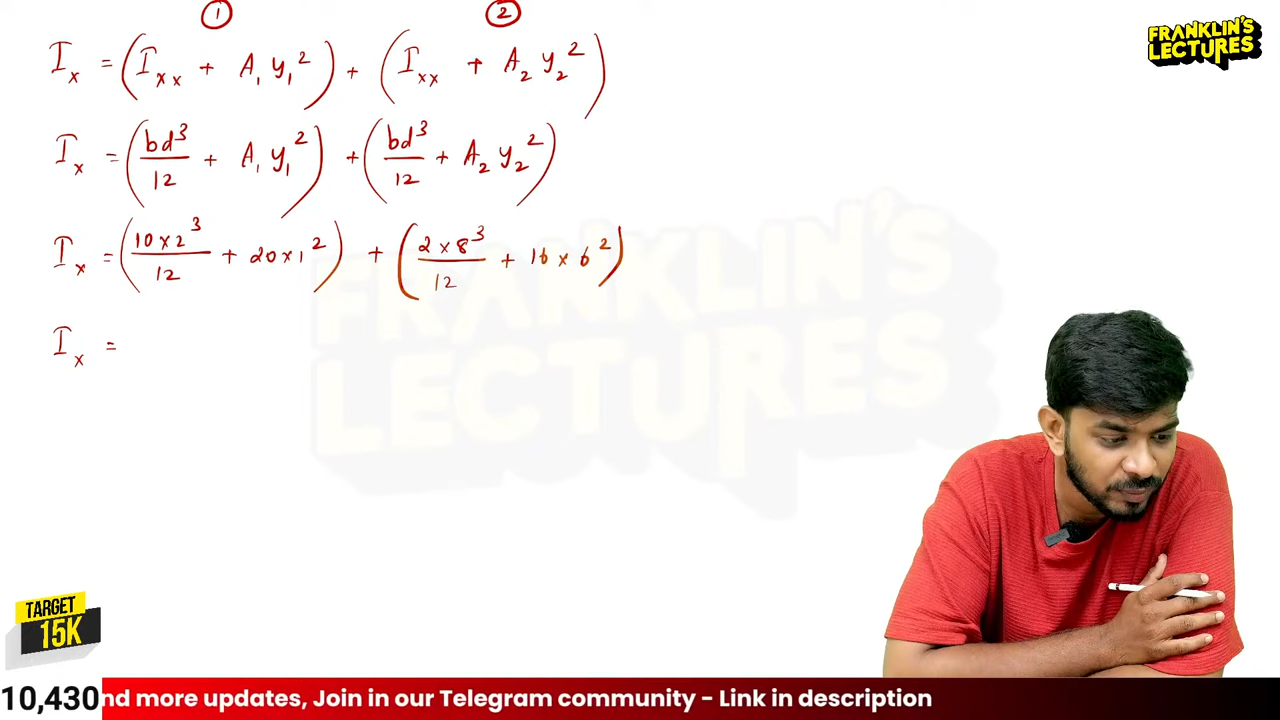 ① ②
Iₓ = (Iₓₓ + A₁ y₁²) + (Iₓₓ + A₂ y₂²)
Iₓ = (bd³/12 + A₁ y₁²) + (bd³/12 + A₂ y₂²)
Iₓ = (10 × 2³/12 + 20 × 1²) + (2 × 8³/12 + 16 × 6²)
Iₓ =
FRANKLIN'S
LECTURES
FRANKLIN'S
LECTURES
TARGET
15K
10,430
nd more updates, Join in our Telegram community - Link in description